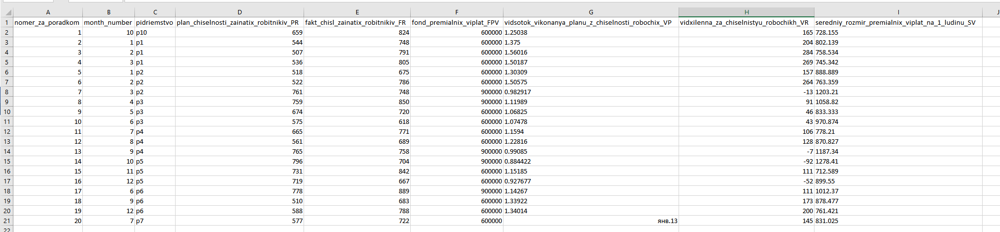 A B C D E F G H I J
1 nomer_za_poradkom month_number pidriemstvo plan_chiselnosti_zainatix_robitnikiv_PR fakt_chisl_zainatix_robitnikiv_FR fond_premialnix_viplat_FPV vidsotok_vikonanya_planu_z_chiselnosti_robochix_VP vidxilenna_za_chiselnistyu_robochikh_VR seredniy_rozmir_premialnix_viplat_na_1_ludinu_SV
2 1 10 p10 659 824 600000 1.25038 165 728.155
3 2 1 p1 544 748 600000 1.375 204 802.139
4 3 2 p1 507 791 600000 1.56016 284 758.534
5 4 3 p1 536 805 600000 1.50187 269 745.342
6 5 1 p2 518 675 600000 1.30309 157 888.889
7 6 2 p2 522 786 600000 1.50575 264 763.359
8 7 3 p2 761 748 900000 0.982917 -13 1203.21
9 8 4 p3 759 850 900000 1.11989 91 1058.82
10 9 5 p3 674 720 600000 1.06825 46 833.333
11 10 6 p3 575 618 600000 1.07478 43 970.874
12 11 7 p4 665 771 600000 1.1594 106 778.21
13 12 8 p4 561 689 600000 1.22816 128 870.827
14 13 9 p4 765 758 900000 0.99085 -7 1187.34
15 14 10 p5 796 704 900000 0.884422 -92 1278.41
16 15 11 p5 731 842 600000 1.15185 111 712.589
17 16 12 p5 719 667 600000 0.927677 -52 899.55
18 17 6 p6 778 889 900000 1.14267 111 1012.37
19 18 9 p6 510 683 600000 1.33922 173 878.477
20 19 12 p6 588 788 600000 1.34014 200 761.421
21 20 7 p7 577 722 600000 янв.13 145 831.025
22